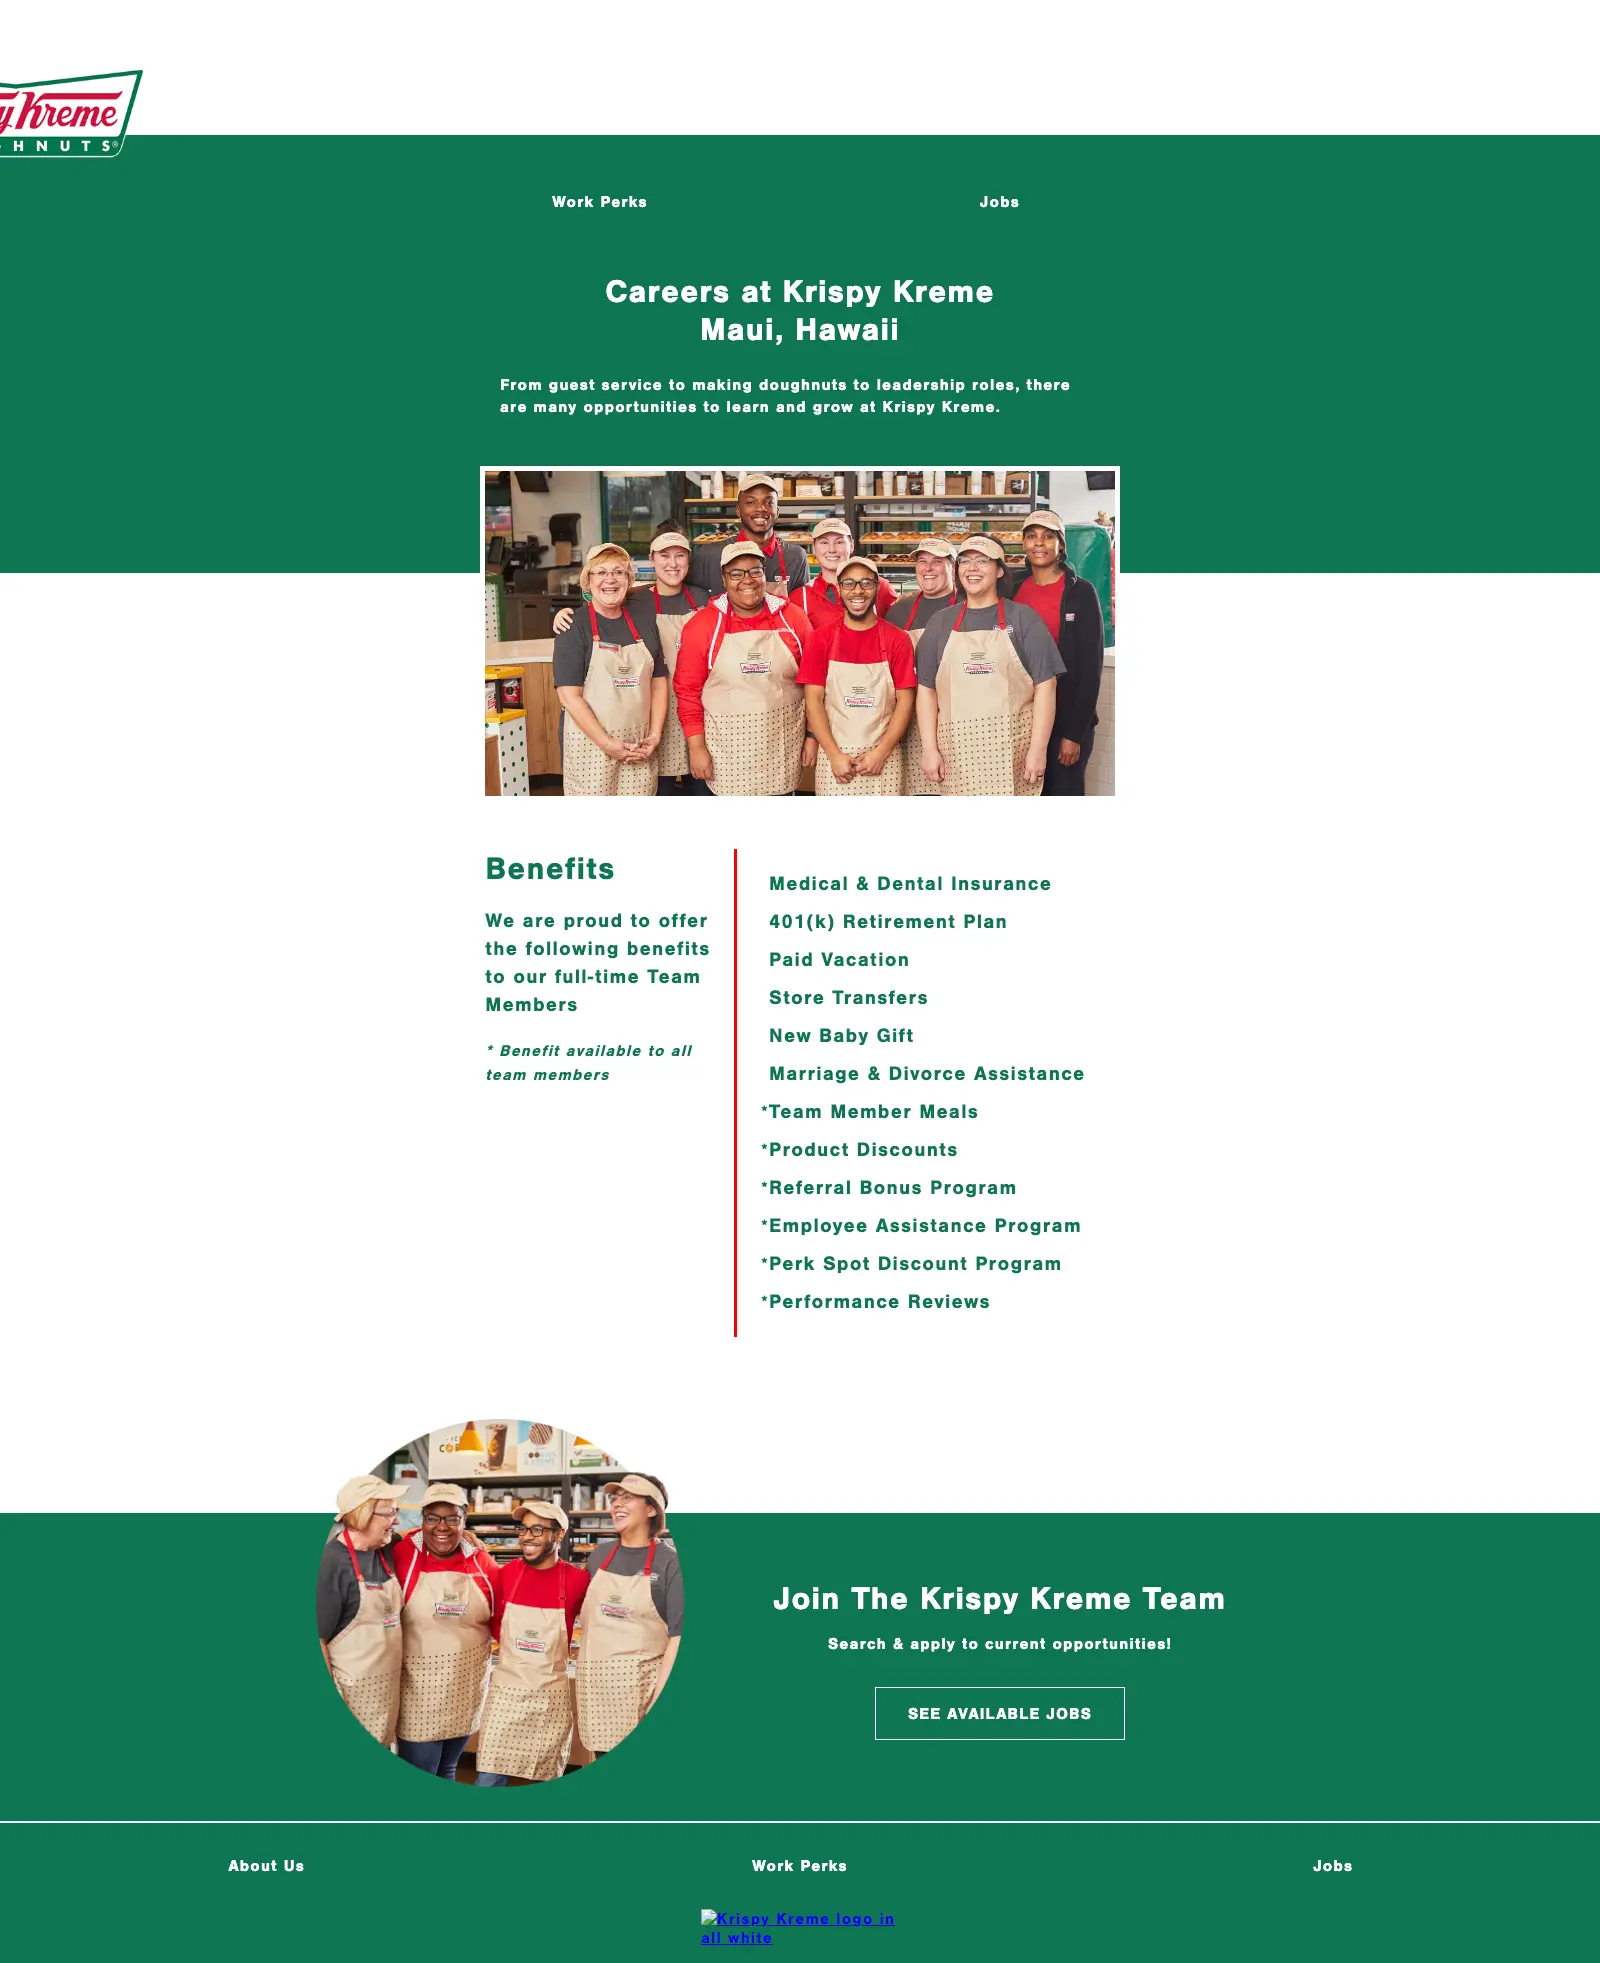 y Kreme
HNUTS®
Work Perks
Jobs
Careers at Krispy Kreme
Maui, Hawaii
From guest service to making doughnuts to leadership roles, there
are many opportunities to learn and grow at Krispy Kreme.
Benefits
We are proud to offer
the following benefits
to our full-time Team
Members
* Benefit available to all
team members
Medical & Dental Insurance
401(k) Retirement Plan
Paid Vacation
Store Transfers
New Baby Gift
Marriage & Divorce Assistance
*Team Member Meals
*Product Discounts
*Referral Bonus Program
*Employee Assistance Program
*Perk Spot Discount Program
*Performance Reviews
Join The Krispy Kreme Team
Search & apply to current opportunities!
SEE AVAILABLE JOBS
About Us
Work Perks
Jobs
Krispy Kreme logo in
all white